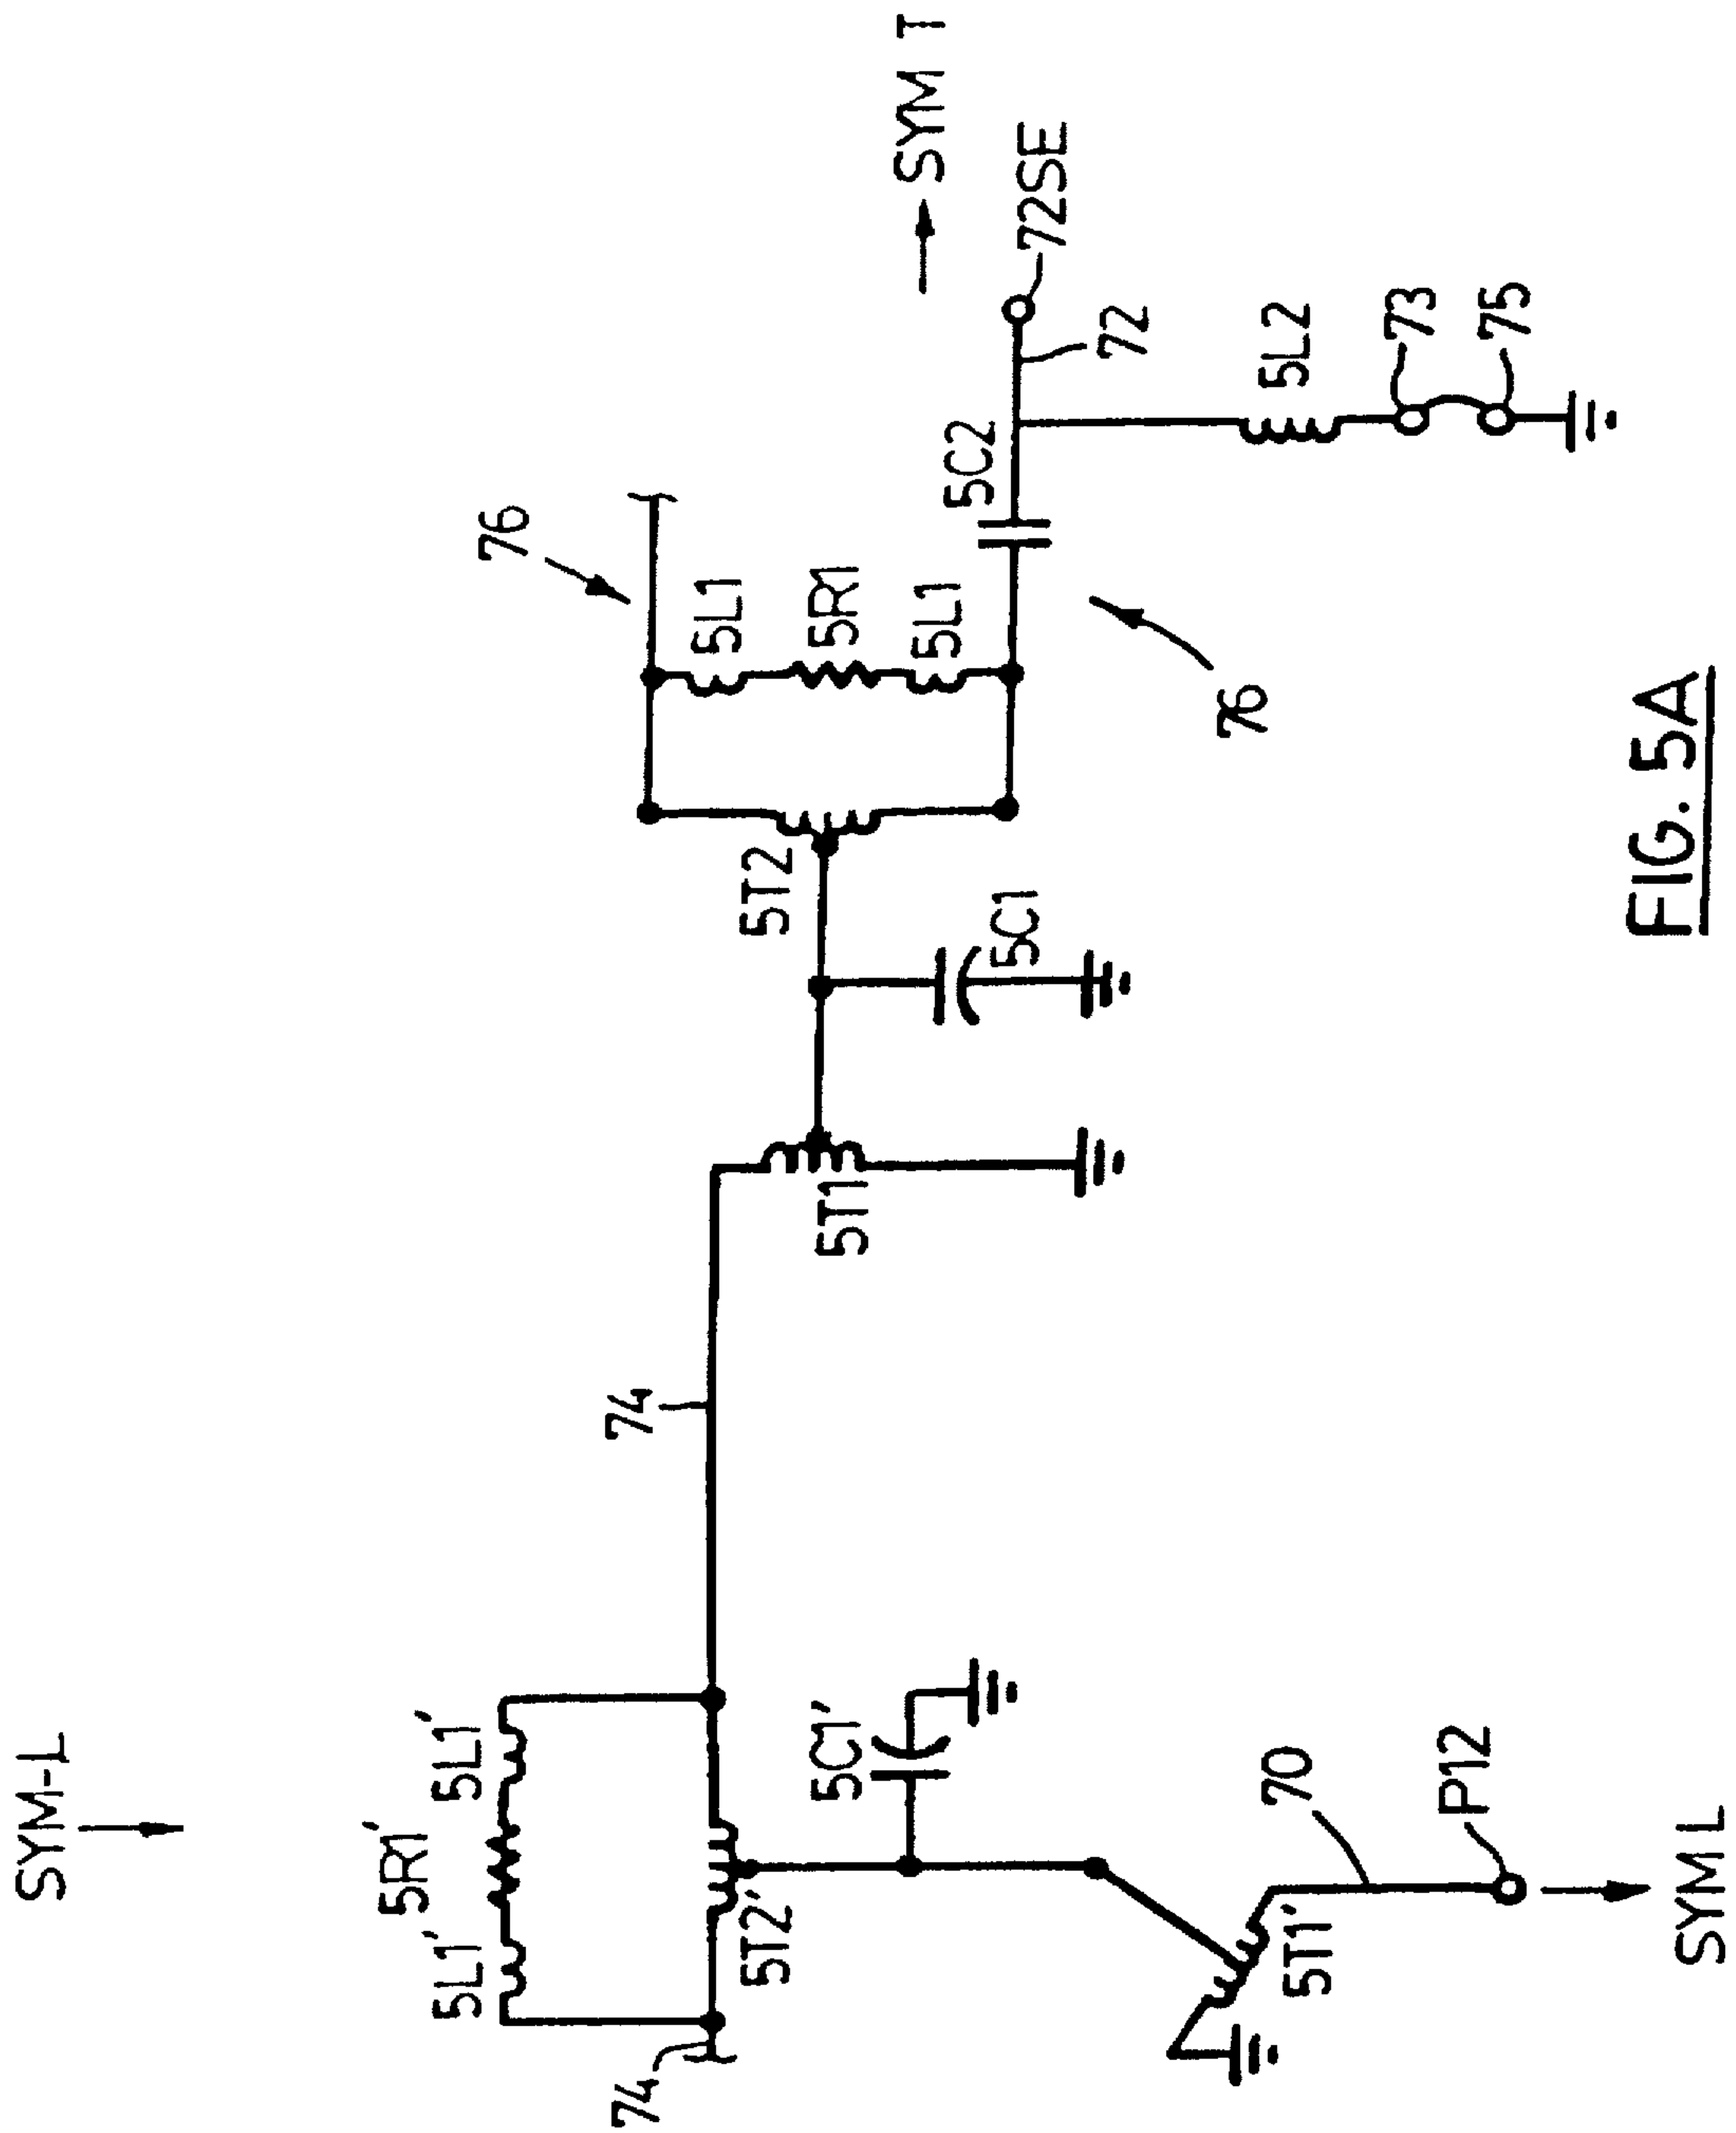 SYM-L
5L1'
5R1'
5L1'
74
5T2'
5C1'
5T1'
70
P12
SYM L
74
5T1
5C1
5T2
76
5L1
5R1
5L1
76
5C2
72
72SE
SYM T
5L2
73
75
FIG. 5A